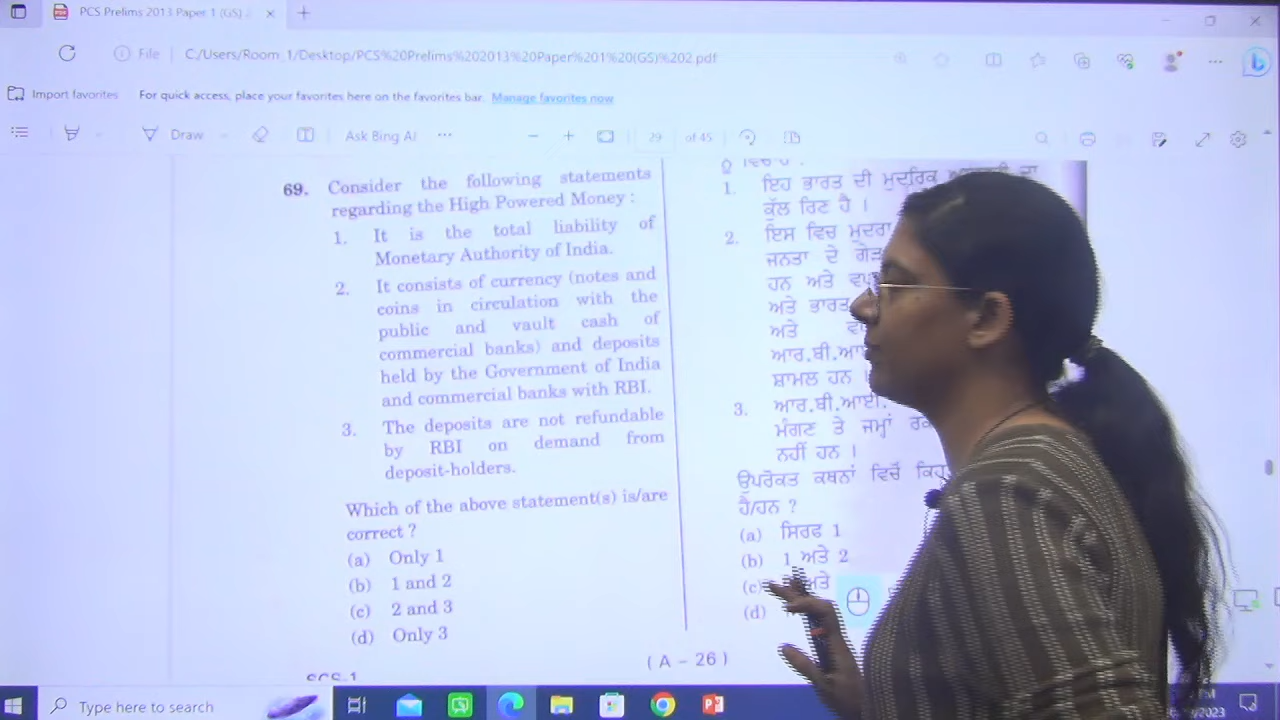 PCS Prelims 2013 Paper 1 (GS)
File C:/Users/Room 1/Desktop/PCS%20Prelims%202013%20Paper%201%20(GS)%202.pdf
Import favorites For quick access, place your favorites here on the favorites bar. Manage favorites now
Draw Ask Bing AI 29 of 45
69. Consider the following statements
regarding the High Powered Money :
1. It is the total liability of
Monetary Authority of India.
2. It consists of currency (notes and
coins in circulation with the
public and vault cash of
commercial banks) and deposits
held by the Government of India
and commercial banks with RBI.
3. The deposits are not refundable
by RBI on demand from
deposit-holders.
Which of the above statement(s) is/are
correct ?
(a) Only 1
(b) 1 and 2
(c) 2 and 3
(d) Only 3
1. ਇਹ ਭਾਰਤ ਦੀ ਮੁਦਰਿਕ
ਕੁੱਲ ਰਿਣ ਹੈ ।
2. ਇਸ ਵਿਚ ਮੁਦਰਾ
ਜਨਤਾ ਦੇ
ਹਨ ਅਤੇ
ਅਤੇ ਭਾਰਤ
ਅਤੇ
ਆਰ.ਬੀ.ਆਈ
ਸ਼ਾਮਲ ਹਨ ।
3. ਆਰ.ਬੀ.ਆਈ.
ਮੰਗਣ ਤੇ ਜਮ੍ਹਾਂ
ਨਹੀਂ ਹਨ ।
ਉਪਰੋਕਤ ਕਥਨਾਂ ਵਿਚੋਂ
ਹੈ/ਹਨ ?
(a) ਸਿਰਫ 1
(b) 1 ਅਤੇ 2
(c) ਅਤੇ
(d)
( A – 26 )
Type here to search